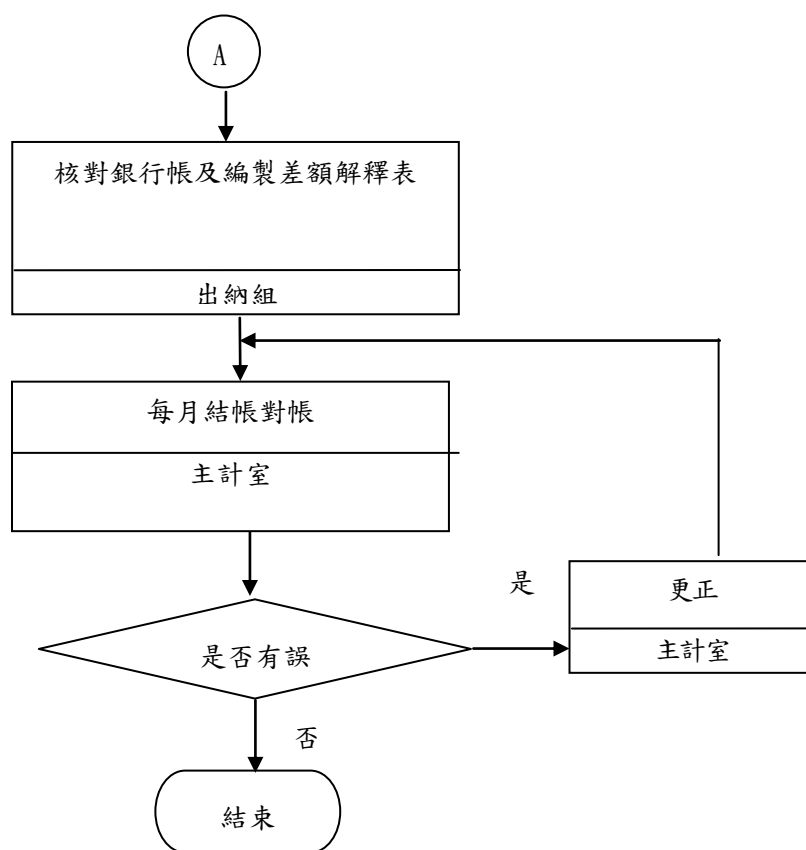 A
核對銀行帳及編製差額解釋表
出納組
每月結帳對帳
主計室
是
更正
主計室
是否有誤
否
結束